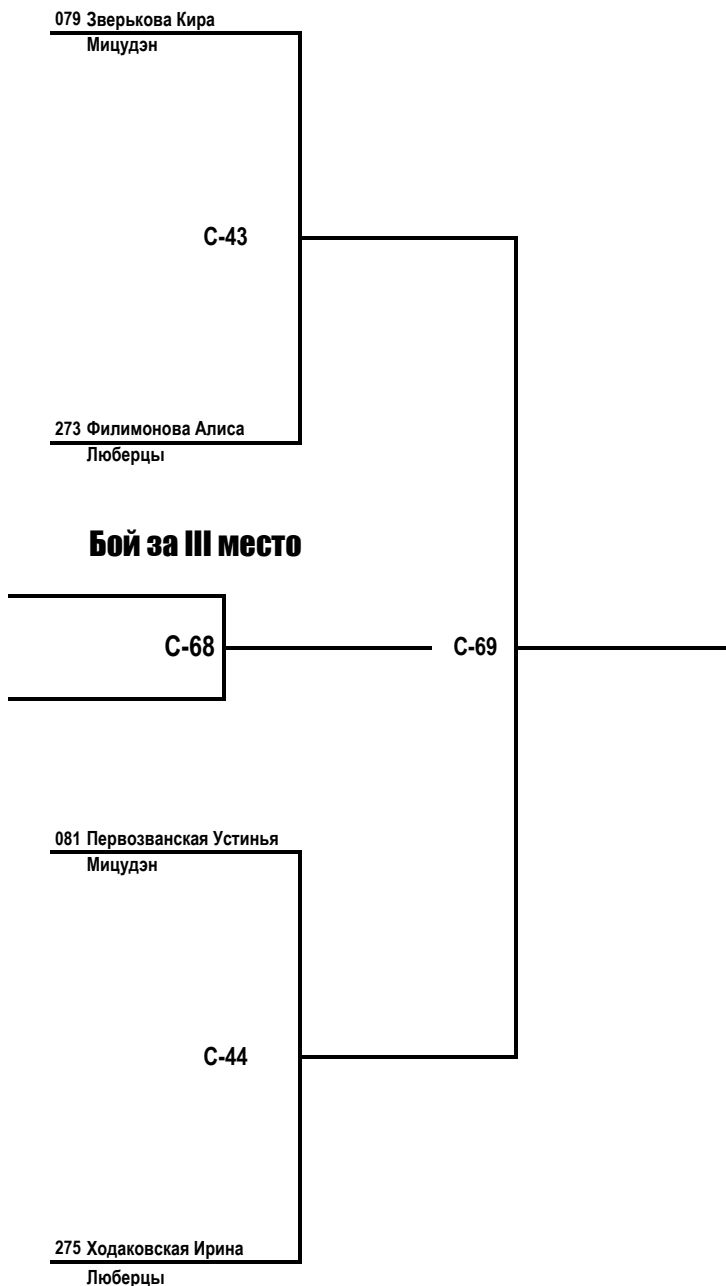 079 Зверькова Кира
Мицудэн
С-43
273 Филимонова Алиса
Люберцы
Бой за III место
С-68
С-69
081 Первозванская Устинья
Мицудэн
С-44
275 Ходаковская Ирина
Люберцы